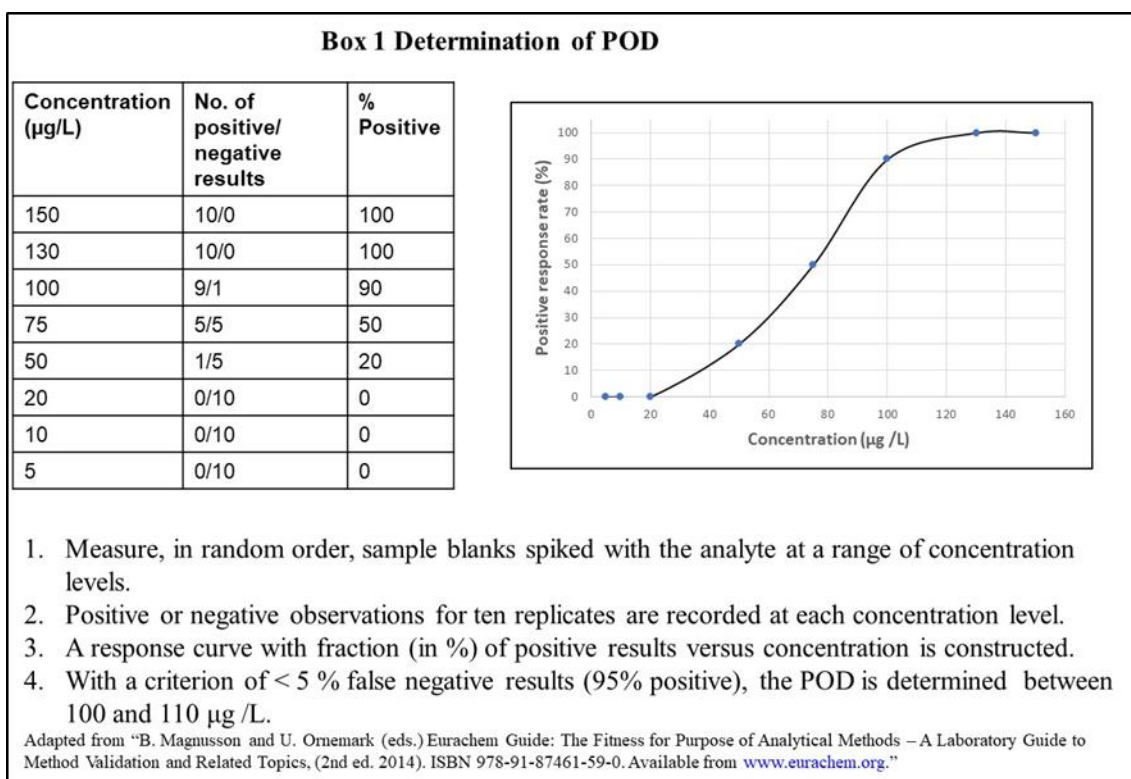 Box 1 Determination of POD
Concentration (µg/L) No. of positive/ negative results % Positive
150 10/0 100
130 10/0 100
100 9/1 90
75 5/5 50
50 1/5 20
20 0/10 0
10 0/10 0
5 0/10 0
Positive response rate (%)
100
90
80
70
60
50
40
30
20
10
0
0 20 40 60 80 100 120 140 160
Concentration (µg /L)
1. Measure, in random order, sample blanks spiked with the analyte at a range of concentration
levels.
2. Positive or negative observations for ten replicates are recorded at each concentration level.
3. A response curve with fraction (in %) of positive results versus concentration is constructed.
4. With a criterion of < 5 % false negative results (95% positive), the POD is determined between
100 and 110 µg /L.
Adapted from “B. Magnusson and U. Ornemark (eds.) Eurachem Guide: The Fitness for Purpose of Analytical Methods – A Laboratory Guide to
Method Validation and Related Topics, (2nd ed. 2014). ISBN 978-91-87461-59-0. Available from www.eurachem.org.”